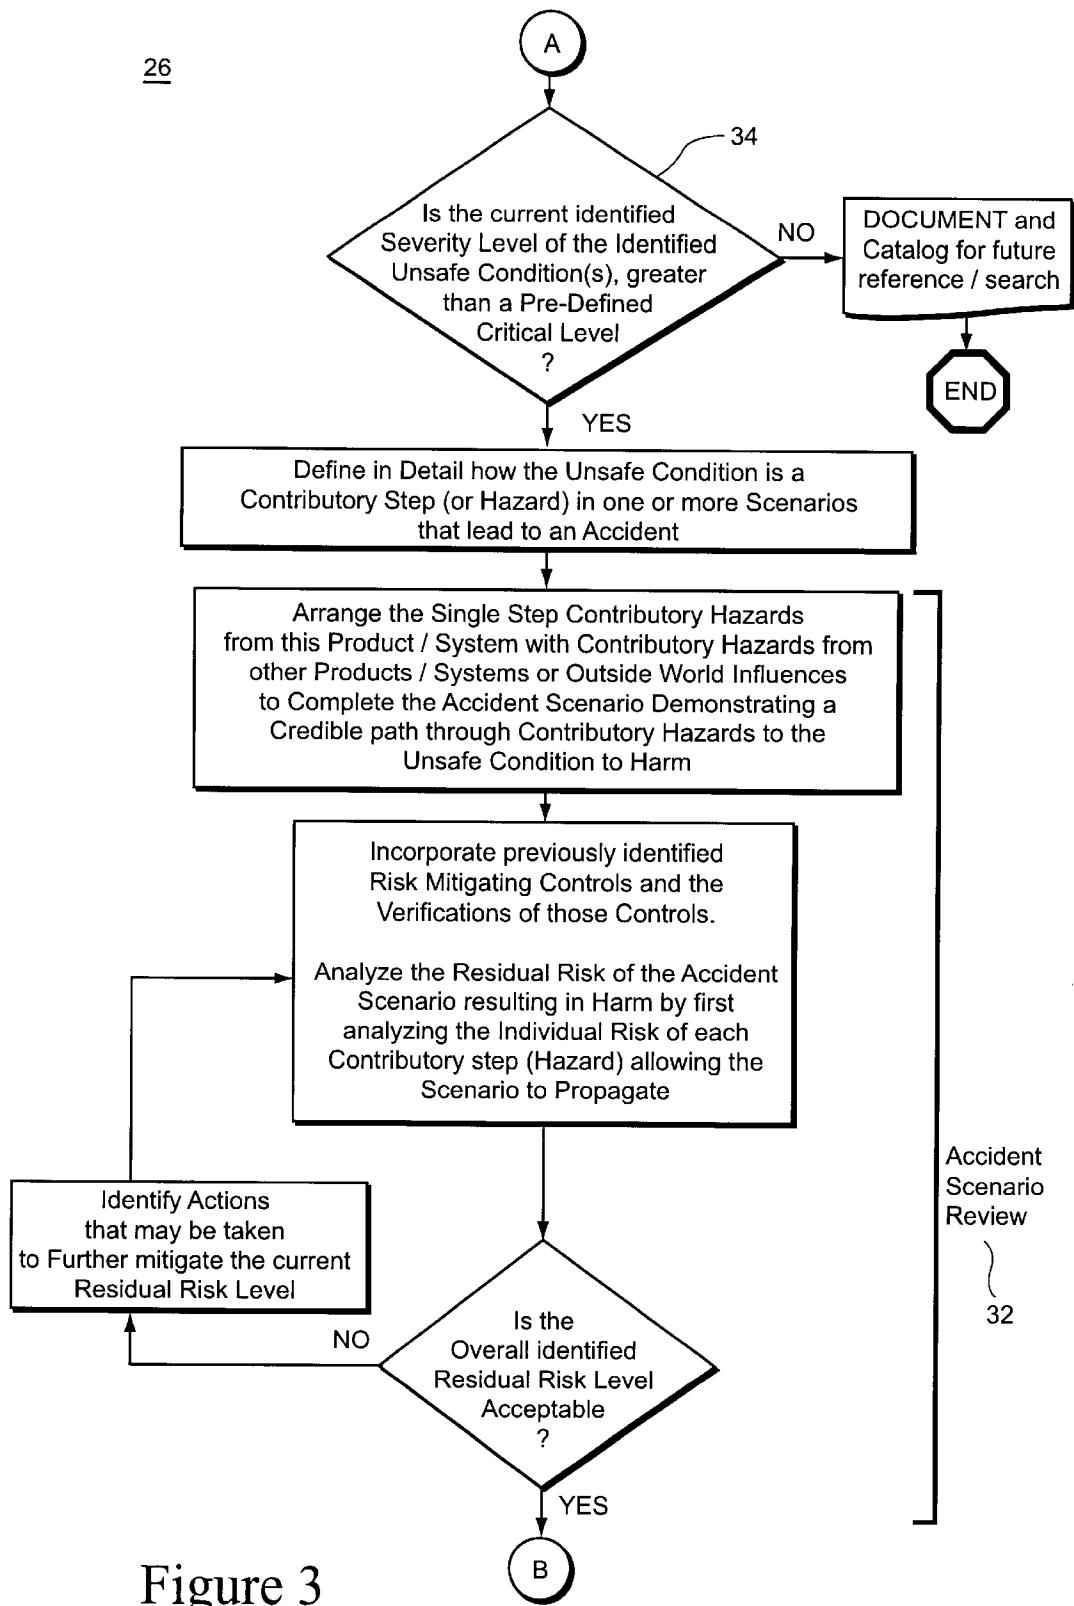 A
26
34
Is the current identified
Severity Level of the Identified
Unsafe Condition(s), greater
than a Pre-Defined
Critical Level
?
NO
DOCUMENT and
Catalog for future
reference / search
END
YES
Define in Detail how the Unsafe Condition is a
Contributory Step (or Hazard) in one or more Scenarios
that lead to an Accident
Arrange the Single Step Contributory Hazards
from this Product / System with Contributory Hazards from
other Products / Systems or Outside World Influences
to Complete the Accident Scenario Demonstrating a
Credible path through Contributory Hazards to the
Unsafe Condition to Harm
Incorporate previously identified
Risk Mitigating Controls and the
Verifications of those Controls.
Analyze the Residual Risk of the Accident
Scenario resulting in Harm by first
analyzing the Individual Risk of each
Contributory step (Hazard) allowing the
Scenario to Propagate
Accident
Scenario
Review
32
Identify Actions
that may be taken
to Further mitigate the current
Residual Risk Level
NO
Is the
Overall identified
Residual Risk Level
Acceptable
?
YES
B
Figure 3